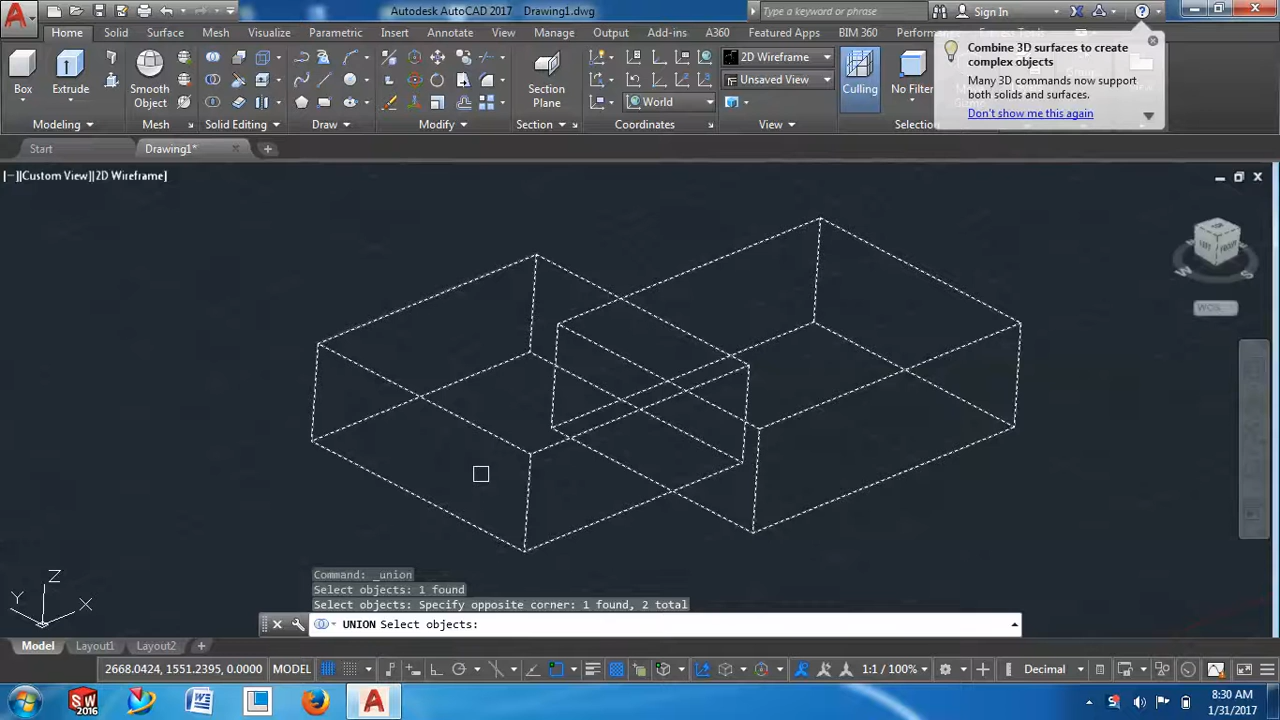 Autodesk AutoCAD 2017 Drawing1.dwg
Type a keyword or phrase
Sign In
Home Solid Surface Mesh Visualize Parametric Insert Annotate View Manage Output Add-ins A360 Featured Apps BIM 360
Combine 3D surfaces to create
complex objects
Many 3D commands now support
both solids and surfaces.
Don't show me this again
Box
Extrude
Smooth
Object
Section
Plane
World
2D Wireframe
Unsaved View
Culling
No Filter
Modeling Mesh Solid Editing Draw Modify Section Coordinates View Selection
Start Drawing1*
[−][Custom View][2D Wireframe]
LEFT FRONT
W S
WCS
Z
Y X
Command: _union
Select objects: 1 found
Select objects: Specify opposite corner: 1 found, 2 total
UNION Select objects:
Model Layout1 Layout2
2668.0424, 1551.2395, 0.0000 MODEL 1:1 / 100% Decimal
SW
2016
8:30 AM
1/31/2017